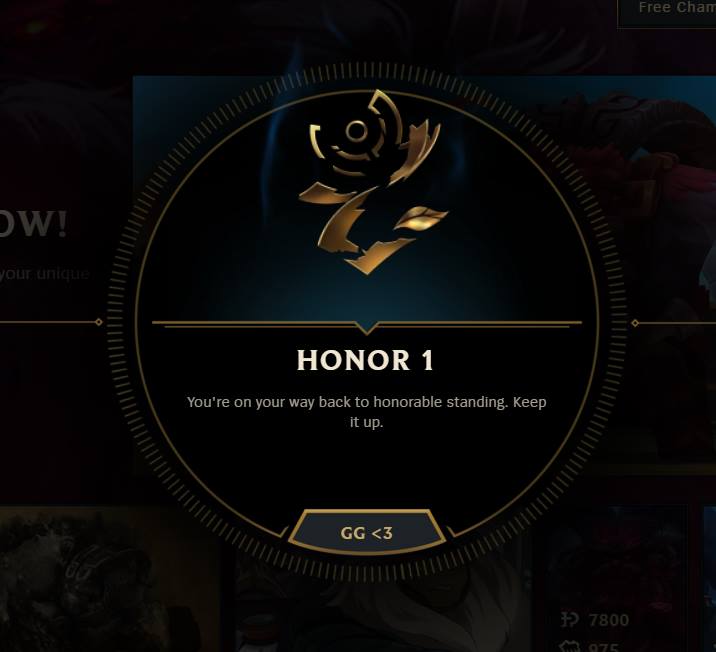 Free Cham
OW!
your unique
HONOR 1
You're on your way back to honorable standing. Keep
it up.
GG <3
7800
975